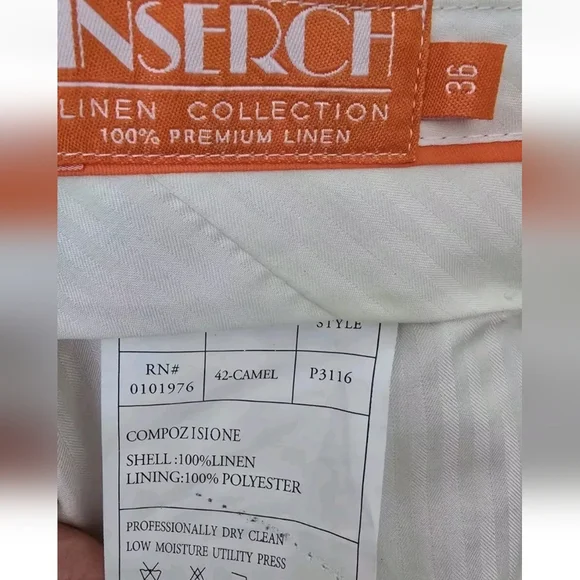 INSERCH
36
LINEN COLLECTION
100% PREMIUM LINEN
STYLE
RN#
0101976
42-CAMEL
P3116
COMPOZISIONE
SHELL:100%LINEN
LINING:100% POLYESTER
PROFESSIONALLY DRY CLEAN
LOW MOISTURE UTILITY PRESS